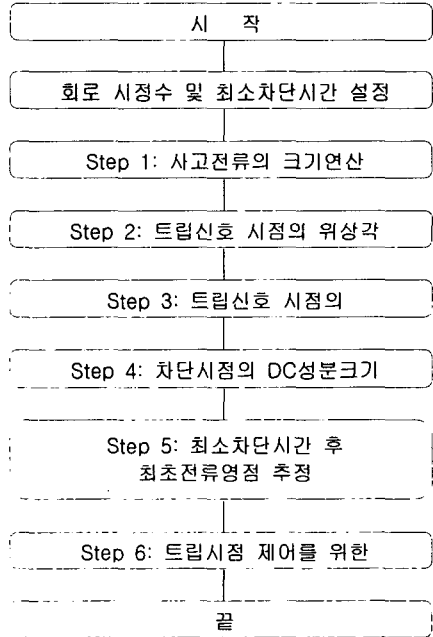 시 작
회로 시정수 및 최소차단시간 설정
Step 1: 사고전류의 크기연산
Step 2: 트립신호 시점의 위상각
Step 3: 트립신호 시점의
Step 4: 차단시점의 DC성분크기
Step 5: 최소차단시간 후
최초전류영점 추정
Step 6: 트립시점 제어를 위한
끝